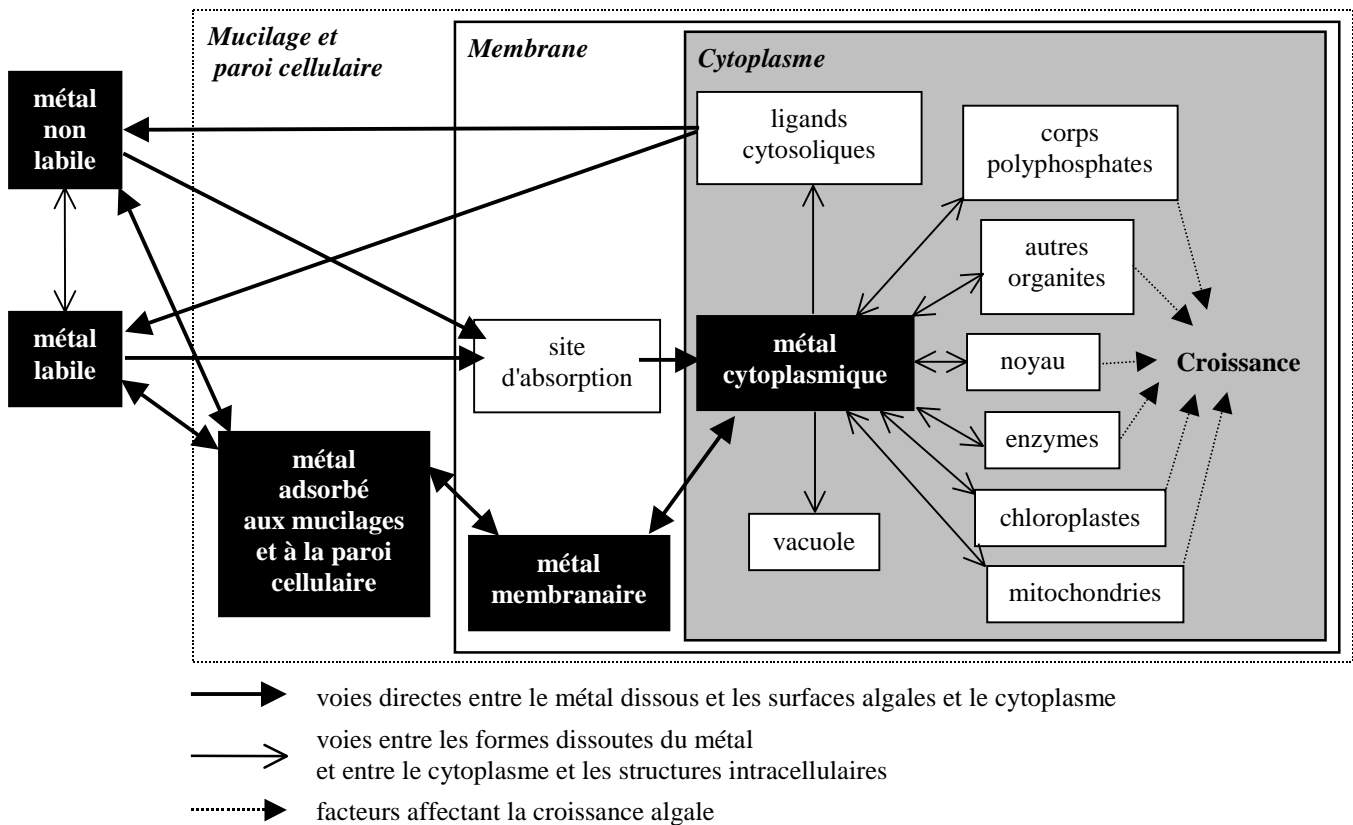 Mucilage et
paroi cellulaire
Membrane
Cytoplasme
métal
non
labile
ligands
cytosoliques
corps
polyphosphates
autres
organites
métal
labile
site
d'absorption
métal
cytoplasmique
noyau
Croissance
enzymes
métal
adsorbé
aux mucilages
et à la paroi
cellulaire
métal
membranaire
vacuole
chloroplastes
mitochondries
voies directes entre le métal dissous et les surfaces algales et le cytoplasme
voies entre les formes dissoutes du métal
et entre le cytoplasme et les structures intracellulaires
facteurs affectant la croissance algale